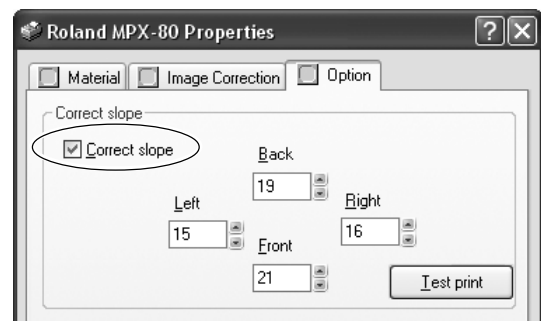 Roland MPX-80 Properties
Material Image Correction Option
Correct slope
Correct slope
Back
19
Left
15
Right
16
Front
21
Test print